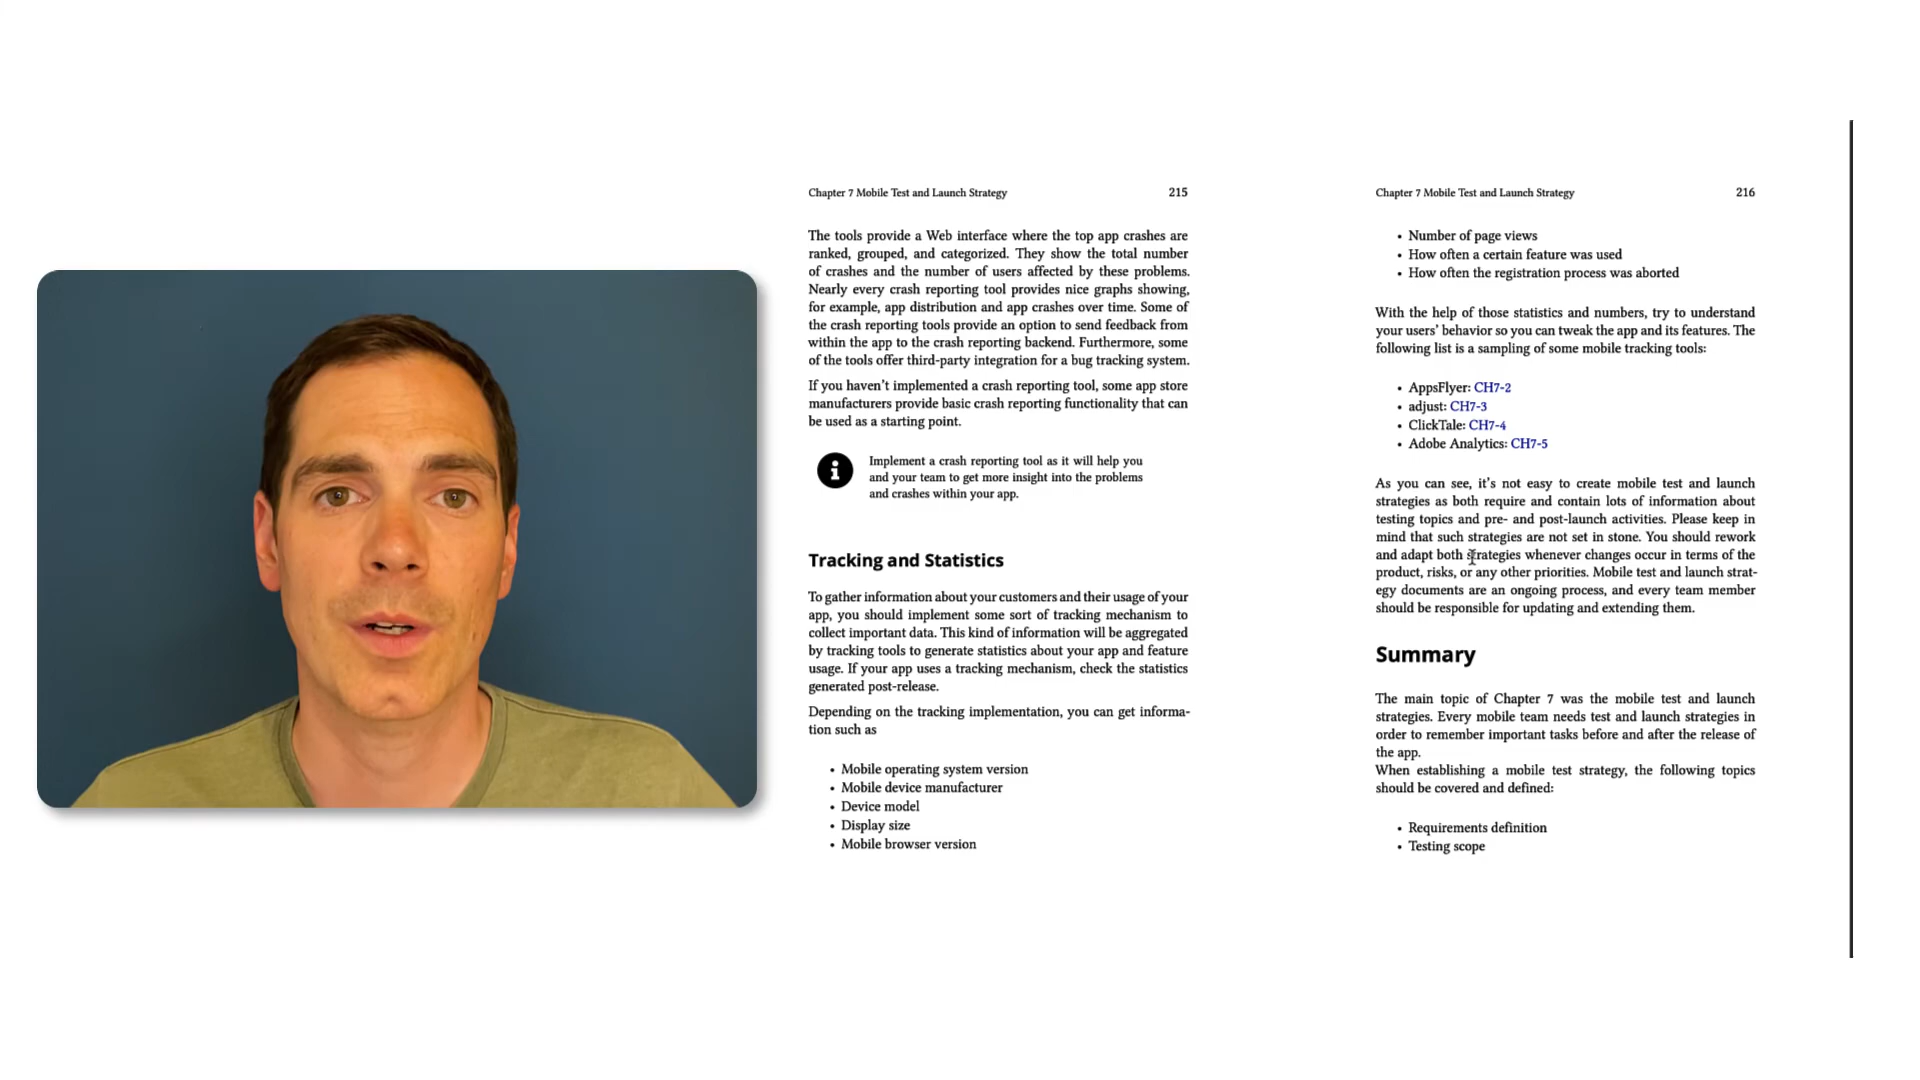 Chapter 7 Mobile Test and Launch Strategy 215
The tools provide a Web interface where the top app crashes are
ranked, grouped, and categorized. They show the total number
of crashes and the number of users affected by these problems.
Nearly every crash reporting tool provides nice graphs showing,
for example, app distribution and app crashes over time. Some of
the crash reporting tools provide an option to send feedback from
within the app to the crash reporting backend. Furthermore, some
of the tools offer third-party integration for a bug tracking system.
If you haven't implemented a crash reporting tool, some app store
manufacturers provide basic crash reporting functionality that can
be used as a starting point.
Implement a crash reporting tool as it will help you
and your team to get more insight into the problems
and crashes within your app.
Tracking and Statistics
To gather information about your customers and their usage of your
app, you should implement some sort of tracking mechanism to
collect important data. This kind of information will be aggregated
by tracking tools to generate statistics about your app and feature
usage. If your app uses a tracking mechanism, check the statistics
generated post-release.
Depending on the tracking implementation, you can get informa-
tion such as
• Mobile operating system version
• Mobile device manufacturer
• Device model
• Display size
• Mobile browser version
Chapter 7 Mobile Test and Launch Strategy 216
• Number of page views
• How often a certain feature was used
• How often the registration process was aborted
With the help of those statistics and numbers, try to understand
your users' behavior so you can tweak the app and its features. The
following list is a sampling of some mobile tracking tools:
• AppsFlyer: CH7-2
• adjust: CH7-3
• ClickTale: CH7-4
• Adobe Analytics: CH7-5
As you can see, it's not easy to create mobile test and launch
strategies as both require and contain lots of information about
testing topics and pre- and post-launch activities. Please keep in
mind that such strategies are not set in stone. You should rework
and adapt both strategies whenever changes occur in terms of the
product, risks, or any other priorities. Mobile test and launch strat-
egy documents are an ongoing process, and every team member
should be responsible for updating and extending them.
Summary
The main topic of Chapter 7 was the mobile test and launch
strategies. Every mobile team needs test and launch strategies in
order to remember important tasks before and after the release of
the app.
When establishing a mobile test strategy, the following topics
should be covered and defined:
• Requirements definition
• Testing scope